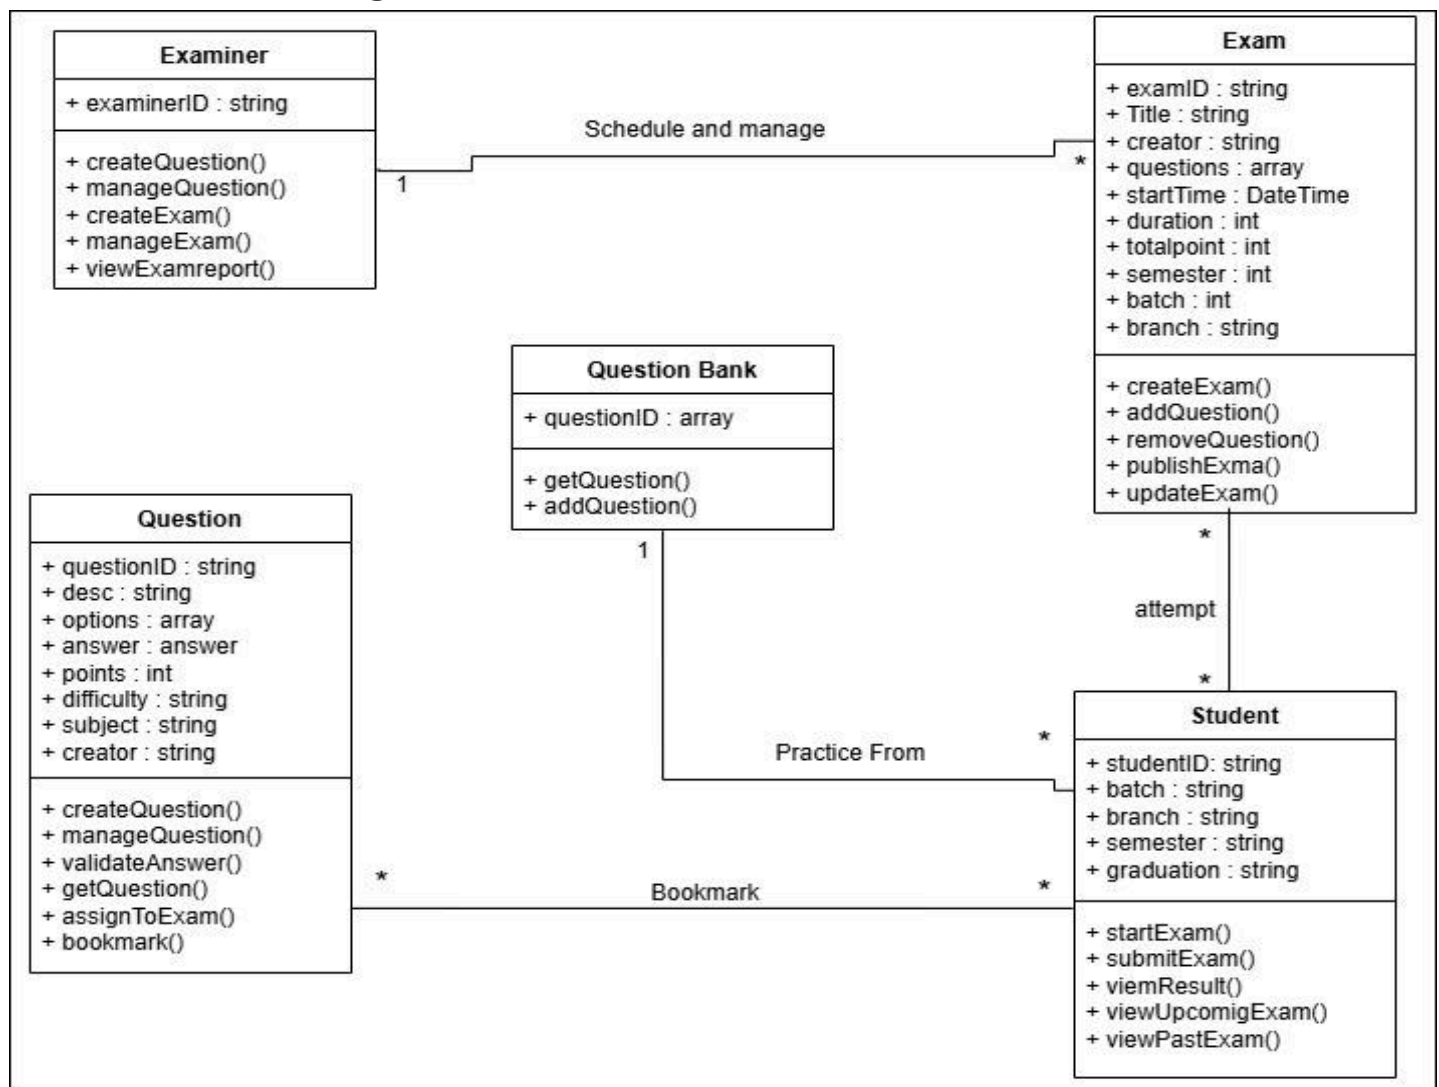 Examiner
+ examinerID : string
+ createQuestion()
+ manageQuestion()
+ createExam()
+ manageExam()
+ viewExamreport()
Schedule and manage
1
*
Exam
+ examID : string
+ Title : string
+ creator : string
+ questions : array
+ startTime : DateTime
+ duration : int
+ totalpoint : int
+ semester : int
+ batch : int
+ branch : string
+ createExam()
+ addQuestion()
+ removeQuestion()
+ publishExma()
+ updateExam()
Question Bank
+ questionID : array
+ getQuestion()
+ addQuestion()
1
*
attempt
*
Practice From
*
Question
+ questionID : string
+ desc : string
+ options : array
+ answer : answer
+ points : int
+ difficulty : string
+ subject : string
+ creator : string
+ createQuestion()
+ manageQuestion()
+ validateAnswer()
+ getQuestion()
+ assignToExam()
+ bookmark()
*
Bookmark
*
Student
+ studentID: string
+ batch : string
+ branch : string
+ semester : string
+ graduation : string
+ startExam()
+ submitExam()
+ viemResult()
+ viewUpcomigExam()
+ viewPastExam()